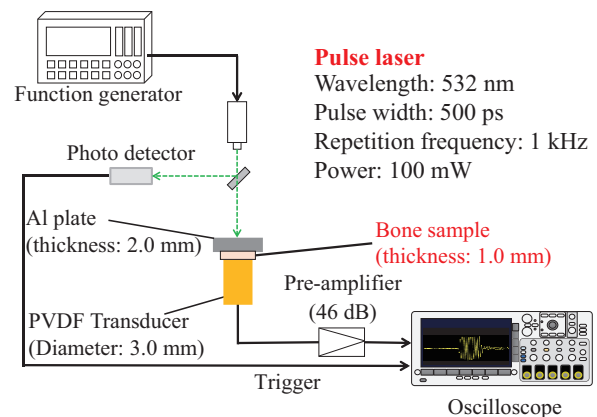 Pulse laser
Wavelength: 532 nm
Pulse width: 500 ps
Repetition frequency: 1 kHz
Power: 100 mW
Function generator
Photo detector
Al plate
(thickness: 2.0 mm)
Bone sample
(thickness: 1.0 mm)
Pre-amplifier
(46 dB)
PVDF Transducer
(Diameter: 3.0 mm)
Trigger
Oscilloscope